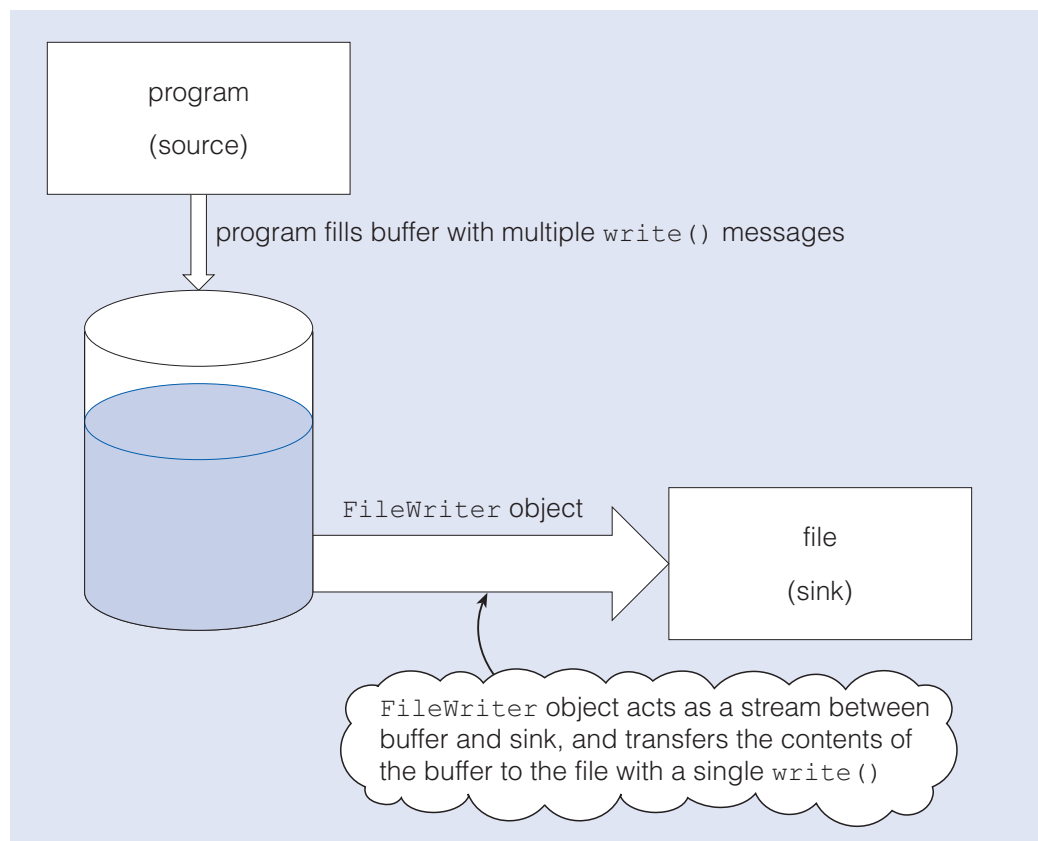 program
(source)
program fills buffer with multiple write() messages
FileWriter object
file
(sink)
FileWriter object acts as a stream between
buffer and sink, and transfers the contents of
the buffer to the file with a single write()